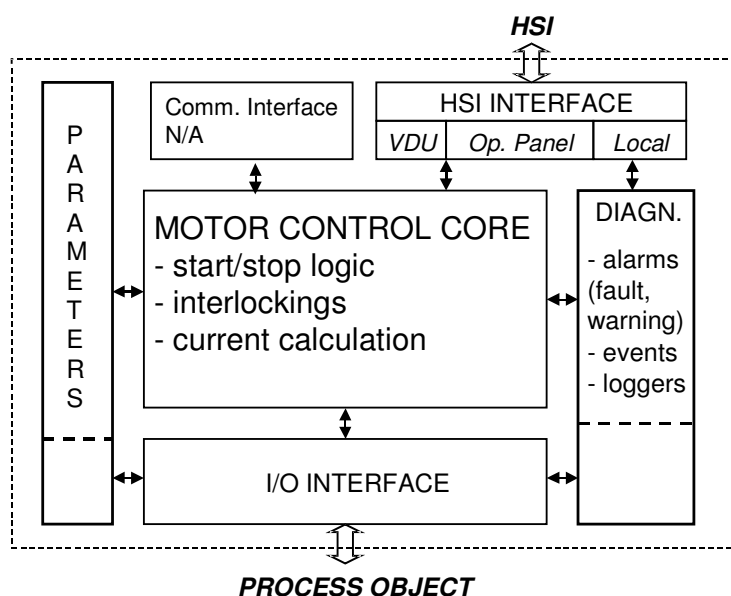 HSI
PARAMETERS
Comm. Interface
N/A
HSI INTERFACE
VDU Op. Panel Local
MOTOR CONTROL CORE
- start/stop logic
- interlockings
- current calculation
DIAGN.
- alarms
(fault,
warning)
- events
- loggers
I/O INTERFACE
PROCESS OBJECT